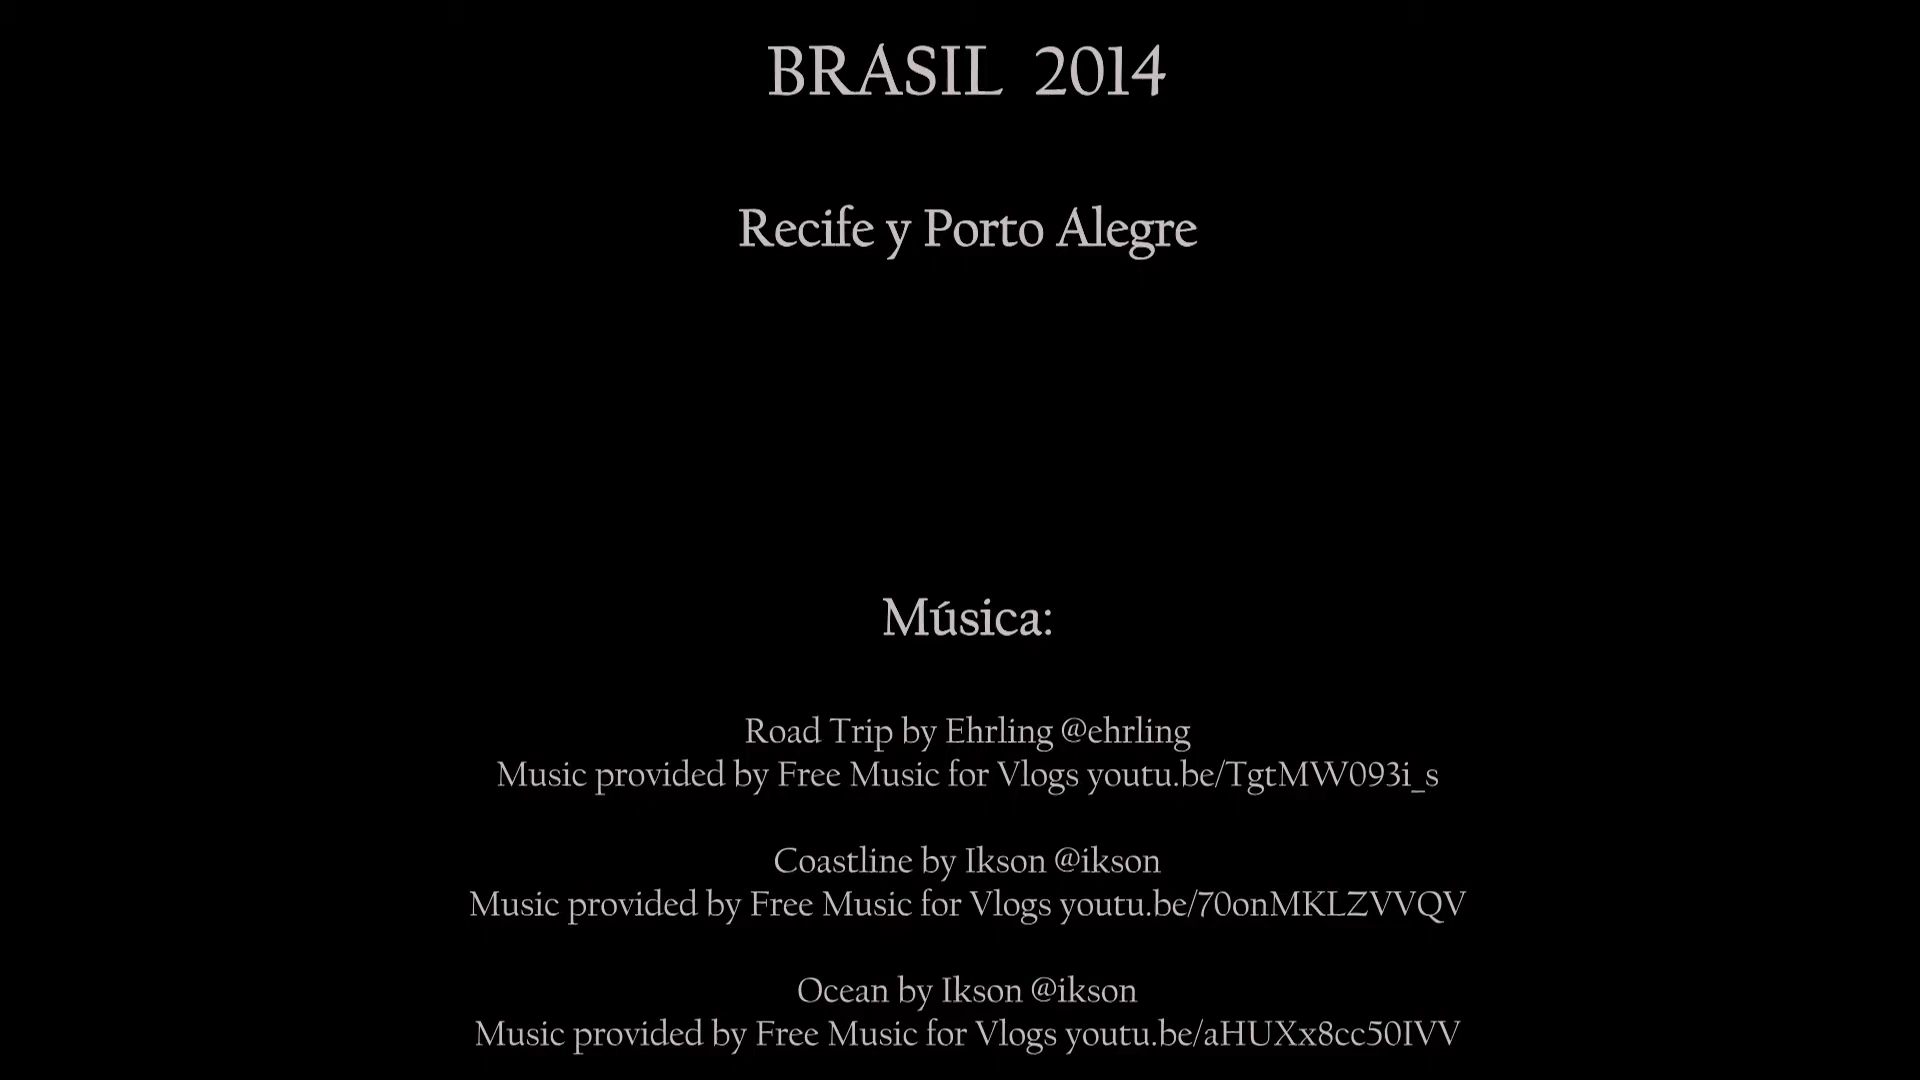 BRASIL 2014
Recife y Porto Alegre
Música:
Road Trip by Ehrling @ehrling
Music provided by Free Music for Vlogs youtu.be/TgtMW093i_s
Coastline by Ikson @ikson
Music provided by Free Music for Vlogs youtu.be/70onMKLZVVQV
Ocean by Ikson @ikson
Music provided by Free Music for Vlogs youtu.be/aHUXx8cc50IVV